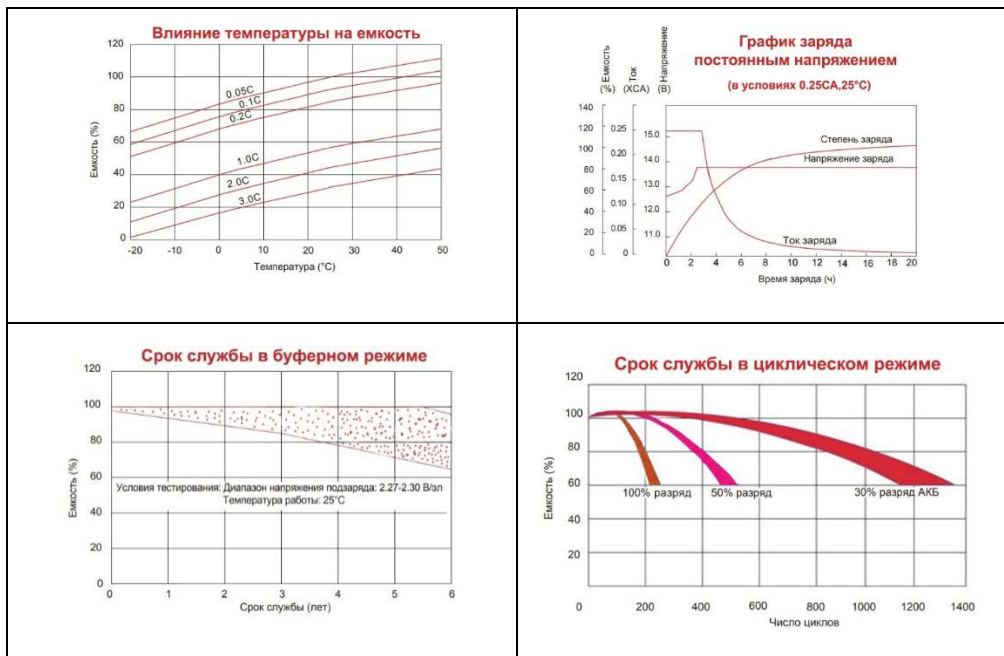 Влияние температуры на емкость
120
100
80
60
40
20
0
Емкость (%)
0.05C
0.1C
0.2C
1.0C
2.0C
3.0C
-20 -10 0 10 20 30 40 50
Температура (°C)
График заряда
постоянным напряжением
(в условиях 0.25CA,25°C)
Емкость (%)
Ток (XCA)
Напряжение (В)
140
120
100
80
60
40
20
0
0.25
0.20
0.15
0.10
0.05
0
15.0
14.0
13.0
12.0
11.0
Степень заряда
Напряжение заряда
Ток заряда
0 2 4 6 8 10 12 14 16 18 20
Время заряда (ч)
Срок службы в буферном режиме
120
100
80
60
40
20
0
Емкость (%)
Условия тестирования: Диапазон напряжения подзаряда: 2.27-2.30 В/эл
Температура работы: 25°C
0 1 2 3 4 5 6
Срок службы (лет)
Срок службы в циклическом режиме
120
100
80
60
40
20
Емкость (%)
100% разряд
50% разряд
30% разряд АКБ
0 200 400 600 800 1000 1200 1400
Число циклов